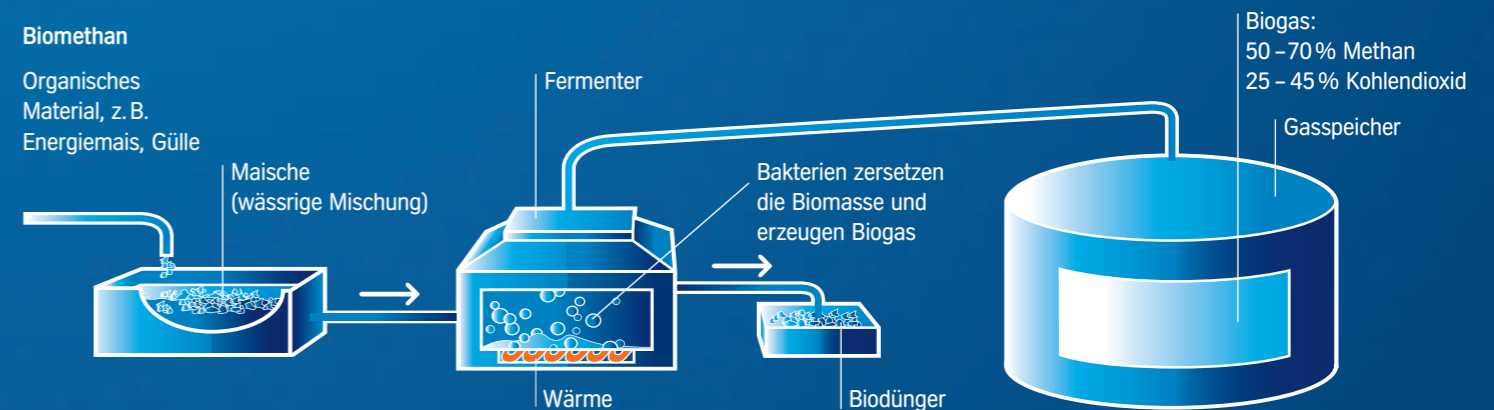 Biomethan
Organisches
Material, z. B.
Energiemais, Gülle
Maische
(wässrige Mischung)
Fermenter
Wärme
Bakterien zersetzen
die Biomasse und
erzeugen Biogas
Biodünger
Biogas:
50 – 70 % Methan
25 – 45 % Kohlendioxid
Gasspeicher